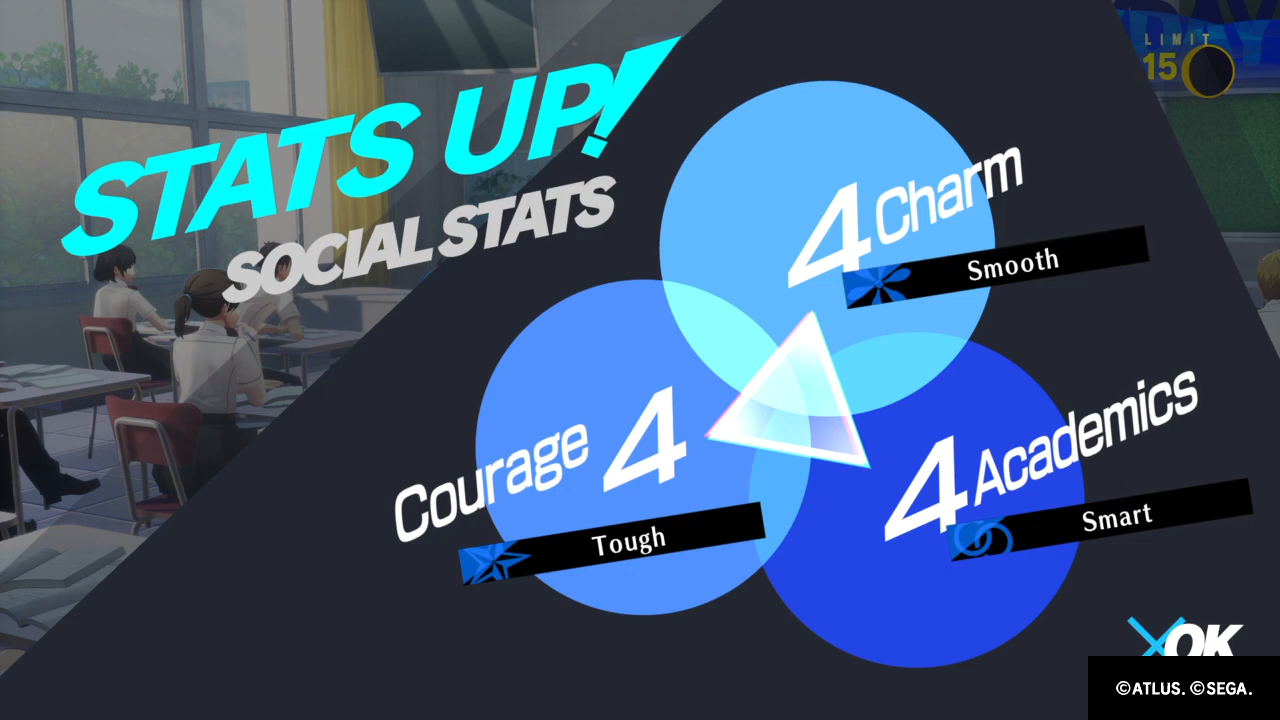 STATS UP!
SOCIAL STATS
LIMIT
15
4 Charm
Smooth
Courage 4
Tough
4 Academics
Smart
OK
©ATLUS. ©SEGA.